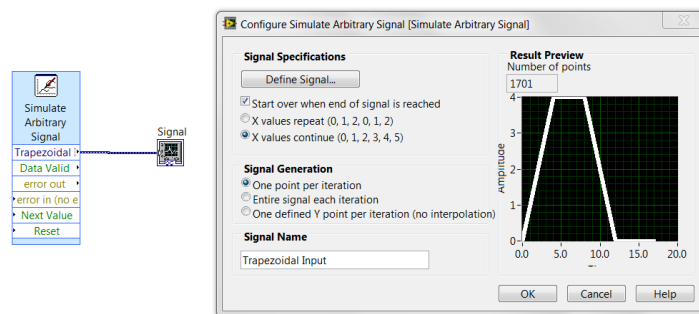 Simulate
Arbitrary
Signal
Trapezoidal
Data Valid
error out
error in (no e
Next Value
Reset
Signal
Configure Simulate Arbitrary Signal [Simulate Arbitrary Signal]
Signal Specifications
Define Signal...
Start over when end of signal is reached
X values repeat (0, 1, 2, 0, 1, 2)
X values continue (0, 1, 2, 3, 4, 5)
Signal Generation
One point per iteration
Entire signal each iteration
One defined Y point per iteration (no interpolation)
Signal Name
Trapezoidal Input
Result Preview
Number of points
1701
Amplitude
4
3
2
1
0
0.0 5.0 10.0 15.0 20.0
OK Cancel Help